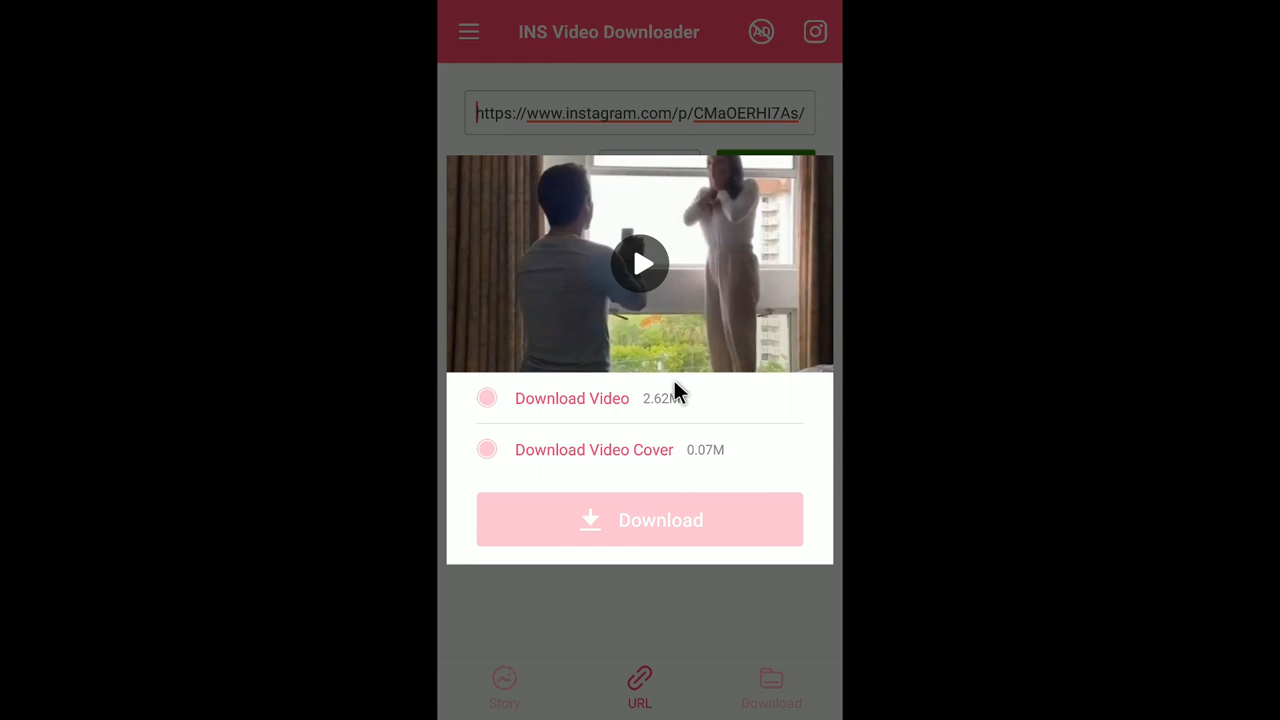 INS Video Downloader
AD
https://www.instagram.com/p/CMaOERHI7As/
Download Video 2.62M
Download Video Cover 0.07M
Download
Story URL Download